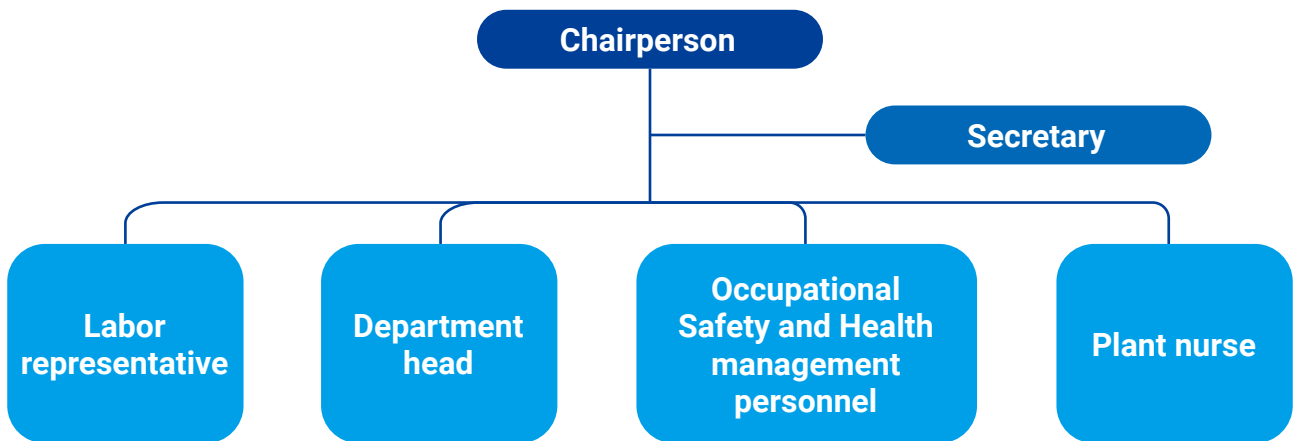 Chairperson
Secretary
Labor
representative
Department
head
Occupational
Safety and Health
management
personnel
Plant nurse